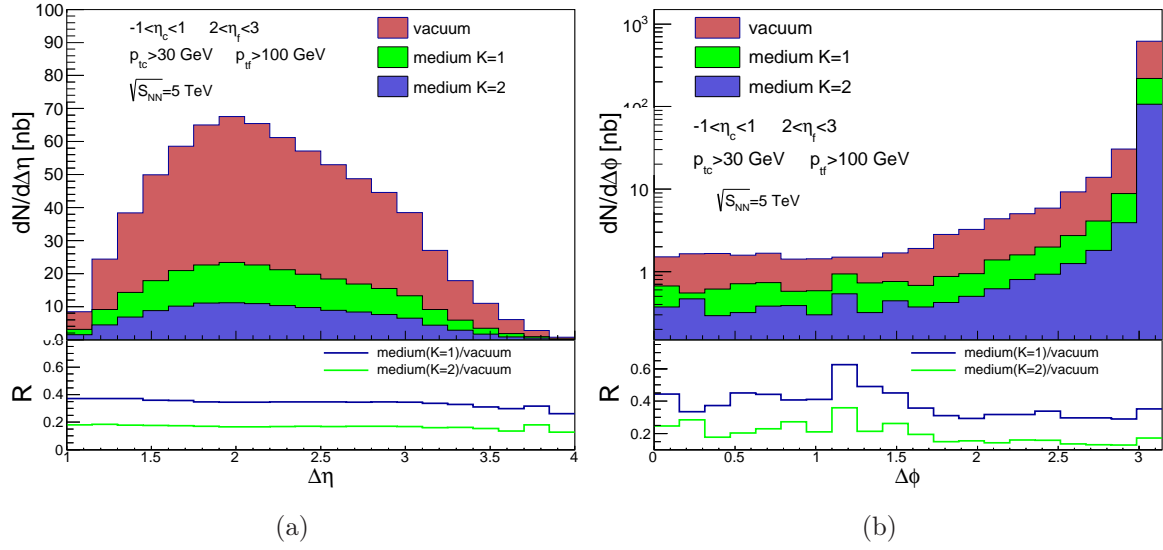 dN/dΔη [nb]
100
90
80
70
60
50
40
30
20
10
0
-1<η_c<1 2<η_f<3
p_tc>30 GeV p_tf>100 GeV
√S_NN=5 TeV
vacuum
medium K=1
medium K=2
R
0.8
0.6
0.4
0.2
0
medium(K=1)/vacuum
medium(K=2)/vacuum
1 1.5 2 2.5 3 3.5 4
Δη
(a)
dN/dΔϕ [nb]
10³
10²
10
1
vacuum
medium K=1
medium K=2
-1<η_c<1 2<η_f<3
p_tc>30 GeV p_tf>100 GeV
√S_NN=5 TeV
R
0.6
0.4
0.2
medium(K=1)/vacuum
medium(K=2)/vacuum
0 0.5 1 1.5 2 2.5 3
Δϕ
(b)